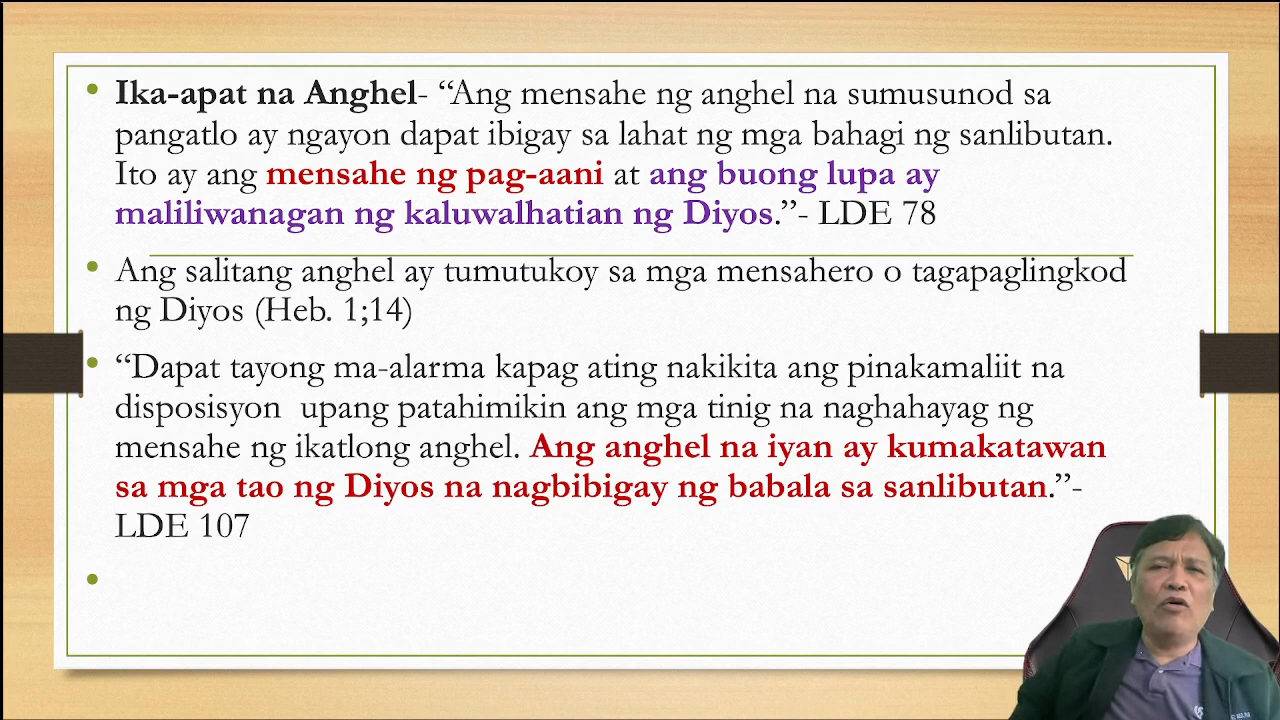 • Ika-apat na Anghel- “Ang mensahe ng anghel na sumusunod sa
pangatlo ay ngayon dapat ibigay sa lahat ng mga bahagi ng sanlibutan.
Ito ay ang mensahe ng pag-aani at ang buong lupa ay
maliliwanagan ng kaluwalhatian ng Diyos.”- LDE 78
• Ang salitang anghel ay tumutukoy sa mga mensahero o tagapaglingkod
ng Diyos (Heb. 1;14)
• “Dapat tayong ma-alarma kapag ating nakikita ang pinakamaliit na
disposisyon upang patahimikin ang mga tinig na naghahayag ng
mensahe ng ikatlong anghel. Ang anghel na iyan ay kumakatawan
sa mga tao ng Diyos na nagbibigay ng babala sa sanlibutan.”-
LDE 107
•